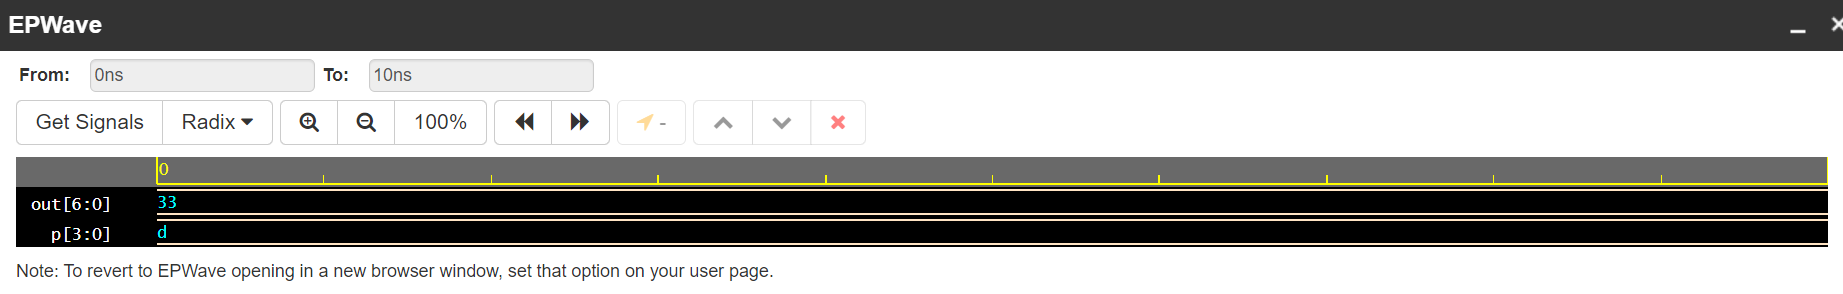 EPWave
From: 0ns To: 10ns
Get Signals Radix 100% -
0
out[6:0] 33
p[3:0] d
Note: To revert to EPWave opening in a new browser window, set that option on your user page.